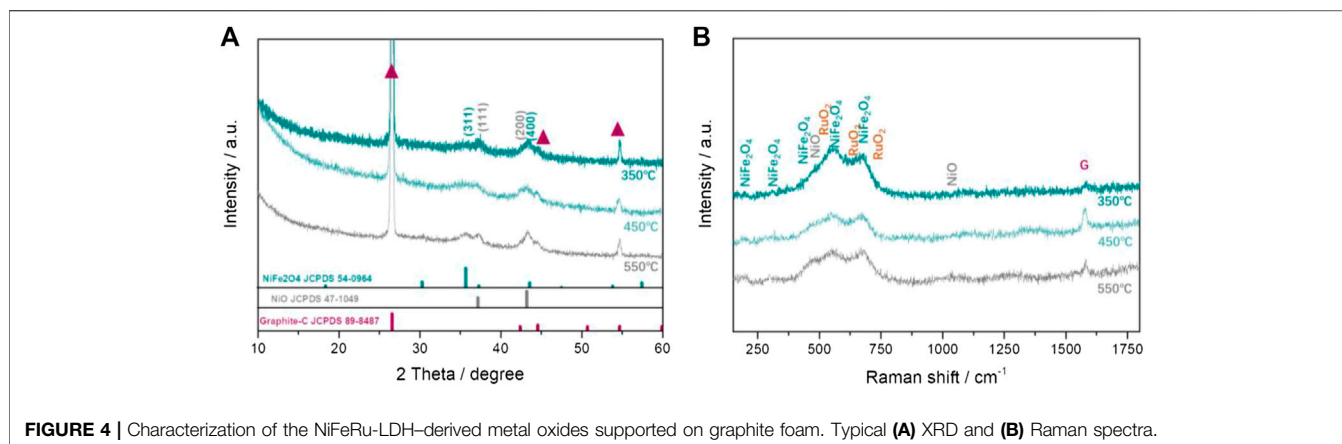 A
Intensity / a.u.
(311)
(111)
(200)
(400)
350°C
450°C
550°C
NiFe2O4 JCPDS 54-0964
NiO JCPDS 47-1049
Graphite-C JCPDS 89-8487
10 20 30 40 50 60
2 Theta / degree
B
Intensity / a.u.
NiFe₂O₄
NiFe₂O₄
NiFe₂O₄
NiO
RuO₂
NiFe₂O₄
RuO₂
NiFe₂O₄
RuO₂
NiO
G
350°C
450°C
550°C
250 500 750 1000 1250 1500 1750
Raman shift / cm⁻¹
FIGURE 4 | Characterization of the NiFeRu-LDH–derived metal oxides supported on graphite foam. Typical (A) XRD and (B) Raman spectra.